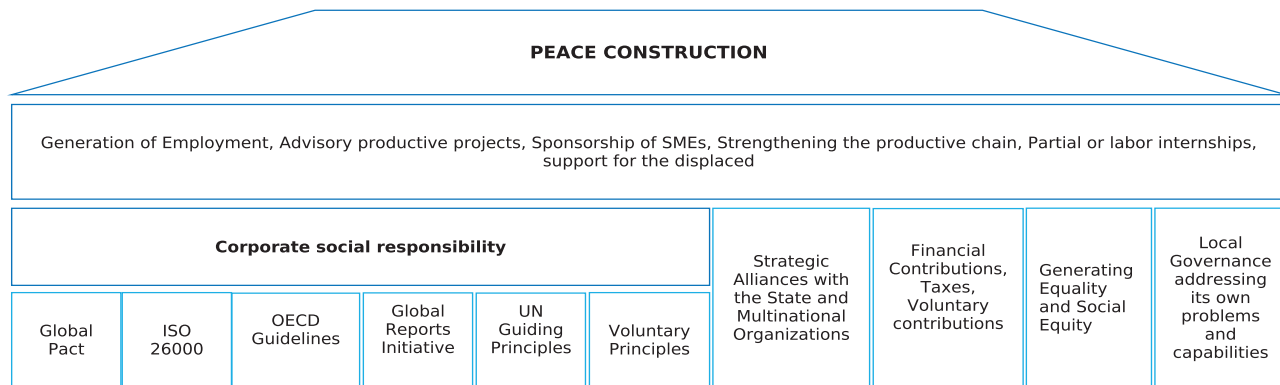 PEACE CONSTRUCTION
Generation of Employment, Advisory productive projects, Sponsorship of SMEs, Strengthening the productive chain, Partial or labor internships,
support for the displaced
Corporate social responsibility
Global
Pact
ISO
26000
OECD
Guidelines
Global
Reports
Initiative
UN
Guiding
Principles
Voluntary
Principles
Strategic
Alliances with
the State and
Multinational
Organizations
Financial
Contributions,
Taxes,
Voluntary
contributions
Generating
Equality
and Social
Equity
Local
Governance
addressing
its own
problems
and
capabilities